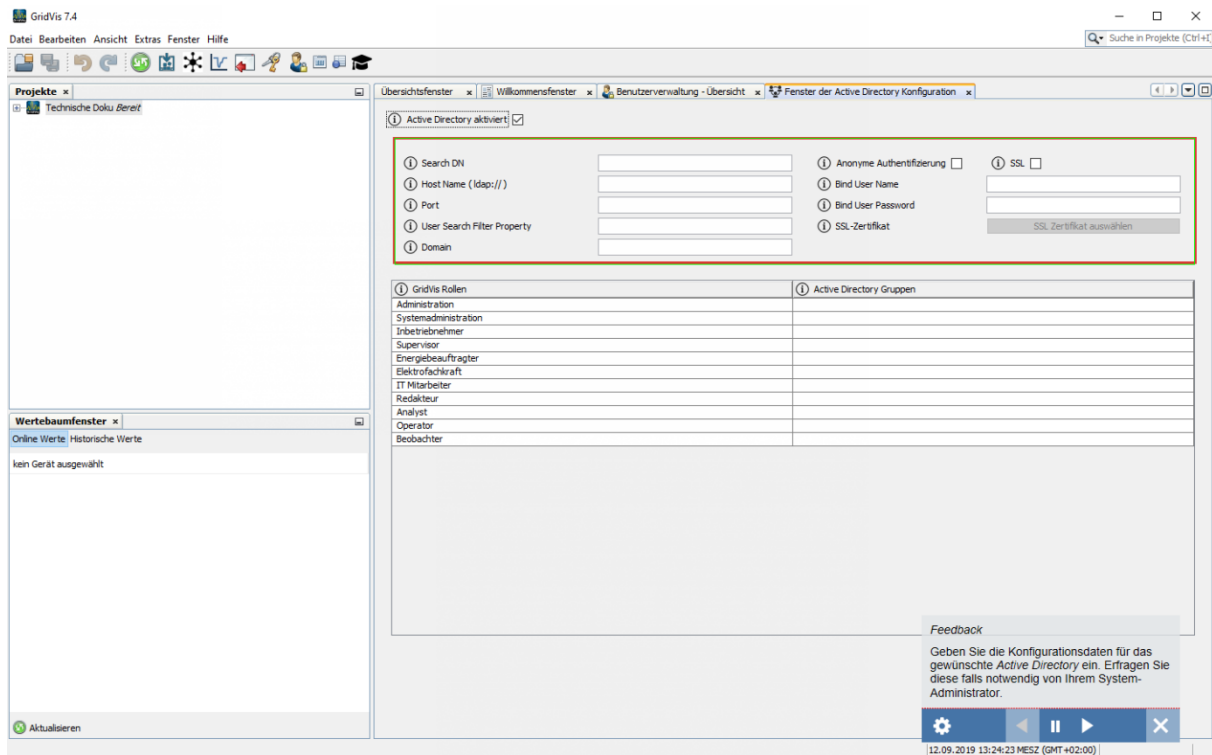 GridVis 7.4
Datei Bearbeiten Ansicht Extras Fenster Hilfe
Suche in Projekte (Ctrl+I)
Projekte
Technische Doku Bereit
Übersichtsfenster Willkommensfenster Benutzerverwaltung - Übersicht Fenster der Active Directory Konfiguration
Active Directory aktiviert
Search DN
Anonyme Authentifizierung SSL
Host Name ( ldap:// )
Bind User Name
Port
Bind User Password
User Search Filter Property
SSL-Zertifikat SSL Zertifikat auswählen
Domain
GridVis Rollen Active Directory Gruppen
Administration
Systemadministration
Inbetriebnehmer
Supervisor
Energiebeauftragter
Elektrofachkraft
IT Mitarbeiter
Redakteur
Analyst
Operator
Beobachter
Wertebaumfenster
Online Werte Historische Werte
kein Gerät ausgewählt
Aktualisieren
Feedback
Geben Sie die Konfigurationsdaten für das
gewünschte Active Directory ein. Erfragen Sie
diese falls notwendig von Ihrem System-
Administrator.
12.09.2019 13:24:23 MESZ (GMT+02:00)